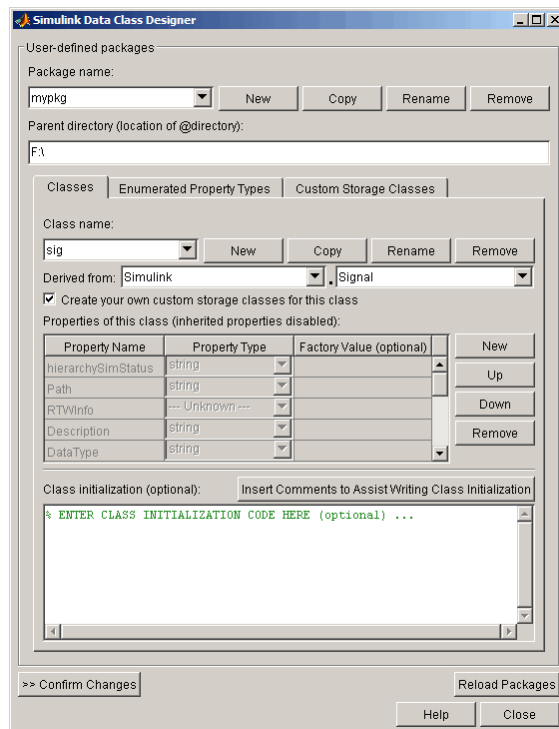 Simulink Data Class Designer
User-defined packages
Package name:
mypkg New Copy Rename Remove
Parent directory (location of @directory):
F:\
Classes Enumerated Property Types Custom Storage Classes
Class name:
sig New Copy Rename Remove
Derived from: Simulink . Signal
Create your own custom storage classes for this class
Properties of this class (inherited properties disabled):
Property Name Property Type Factory Value (optional) New
hierarchySimStatus string
Path string Up
RTWInfo --- Unknown --- Down
Description string Remove
DataType string
Class initialization (optional): Insert Comments to Assist Writing Class Initialization
% ENTER CLASS INITIALIZATION CODE HERE (optional) ...
>> Confirm Changes Reload Packages
Help Close